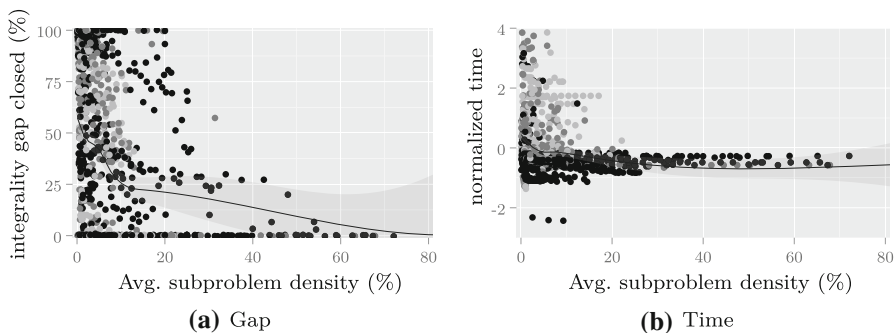 integrality gap closed (%)
100
75
50
25
0
0 20 40 60 80
Avg. subproblem density (%)
(a) Gap
normalized time
4
2
0
-2
0 20 40 60 80
Avg. subproblem density (%)
(b) Time